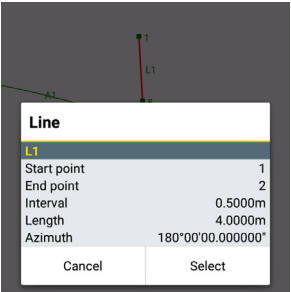 1
L1
A1
Line
L1
Start point 1
End point 2
Interval 0.5000m
Length 4.0000m
Azimuth 180°00'00.000000"
Cancel Select